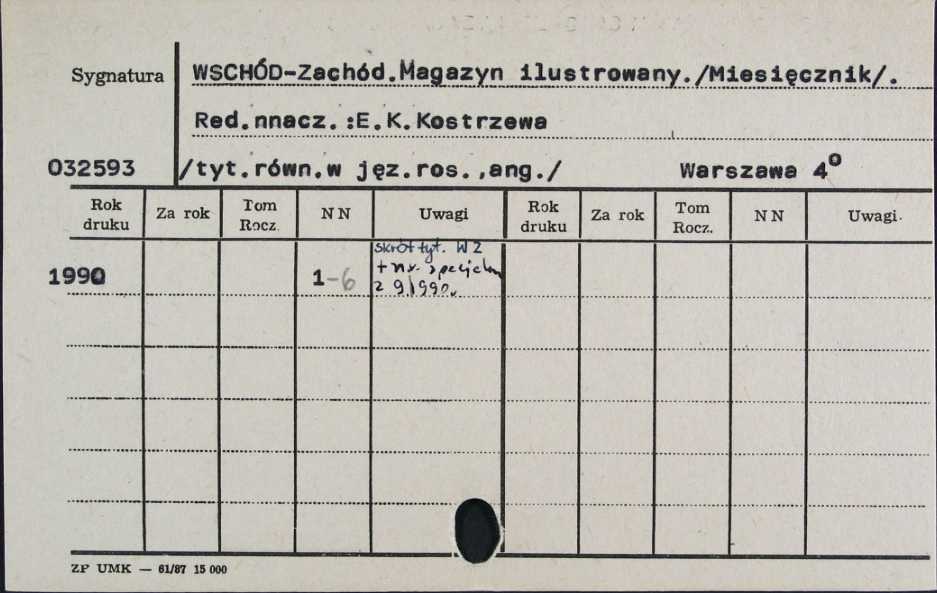 Sygnatura WSCHÓD-Zachód.Magazyn ilustrowany./Miesięcznik/.
Red.nnacz.:E.K.Kostrzewa
032593 /tyt.równ.w jęz.ros.,ang./ Warszawa 4º
Rok druku Za rok Tom Rocz. NN Uwagi Rok druku Za rok Tom Rocz. NN Uwagi
skrót tyt. WZ
1990 1-6 + nr. specjalny
z 9/1990.
ZP UMK — 61/87 15 000